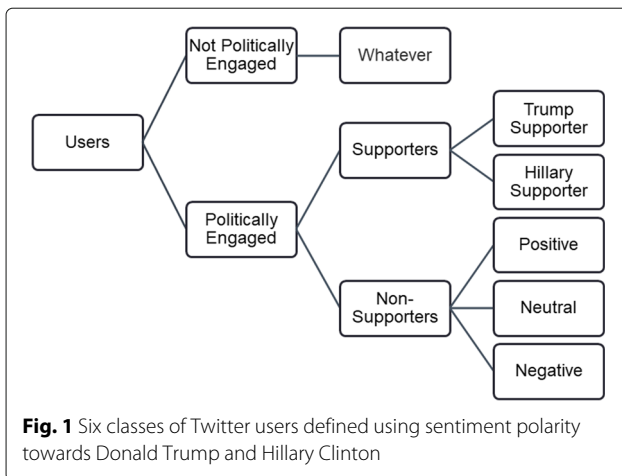 Not Politically
Engaged
Whatever
Users
Politically
Engaged
Supporters
Trump
Supporter
Hillary
Supporter
Non-
Supporters
Positive
Neutral
Negative
Fig. 1 Six classes of Twitter users defined using sentiment polarity
towards Donald Trump and Hillary Clinton